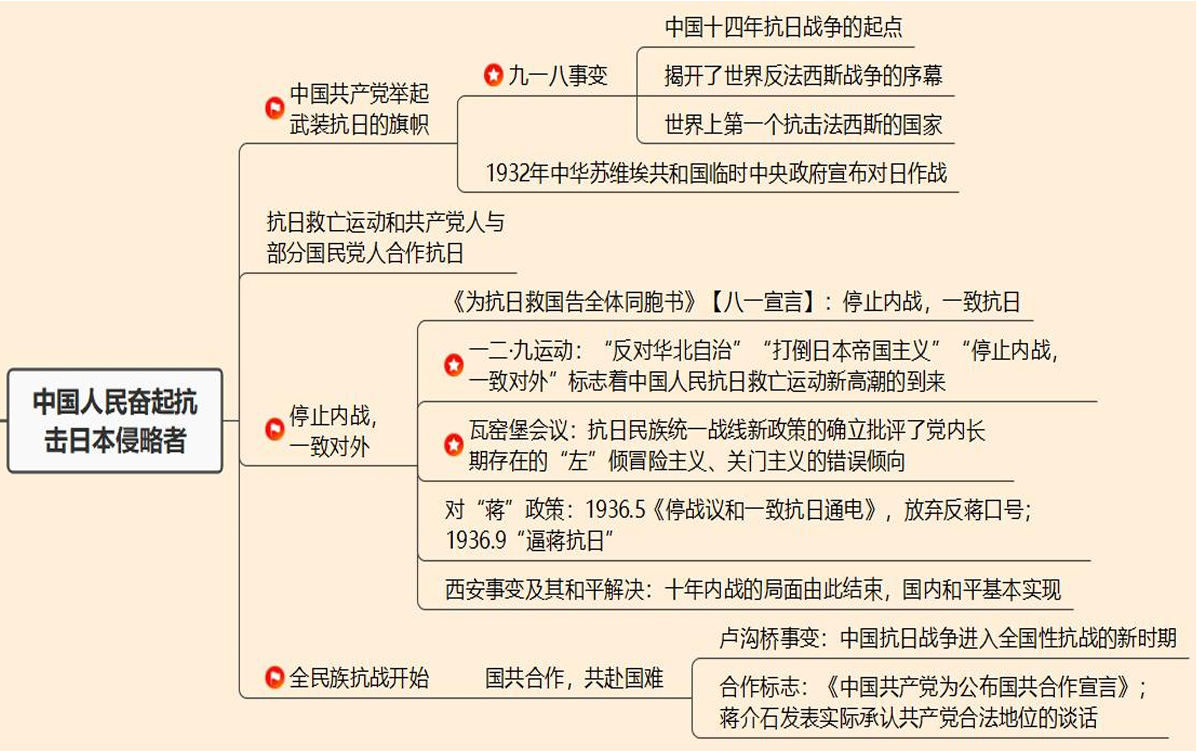 中国人民奋起抗
击日本侵略者
中国共产党举起
武装抗日的旗帜
九一八事变
中国十四年抗日战争的起点
揭开了世界反法西斯战争的序幕
世界上第一个抗击法西斯的国家
1932年中华苏维埃共和国临时中央政府宣布对日作战
抗日救亡运动和共产党人与
部分国民党人合作抗日
停止内战，
一致对外
《为抗日救国告全体同胞书》【八一宣言】：停止内战，一致抗日
一二·九运动：“反对华北自治”“打倒日本帝国主义”“停止内战，
一致对外”标志着中国人民抗日救亡运动新高潮的到来
瓦窑堡会议：抗日民族统一战线新政策的确立批评了党内长
期存在的“左”倾冒险主义、关门主义的错误倾向
对“蒋”政策：1936.5《停战议和一致抗日通电》，放弃反蒋口号；
1936.9“逼蒋抗日”
西安事变及其和平解决：十年内战的局面由此结束，国内和平基本实现
全民族抗战开始
国共合作，共赴国难
卢沟桥事变：中国抗日战争进入全国性抗战的新时期
合作标志：《中国共产党为公布国共合作宣言》；
蒋介石发表实际承认共产党合法地位的谈话